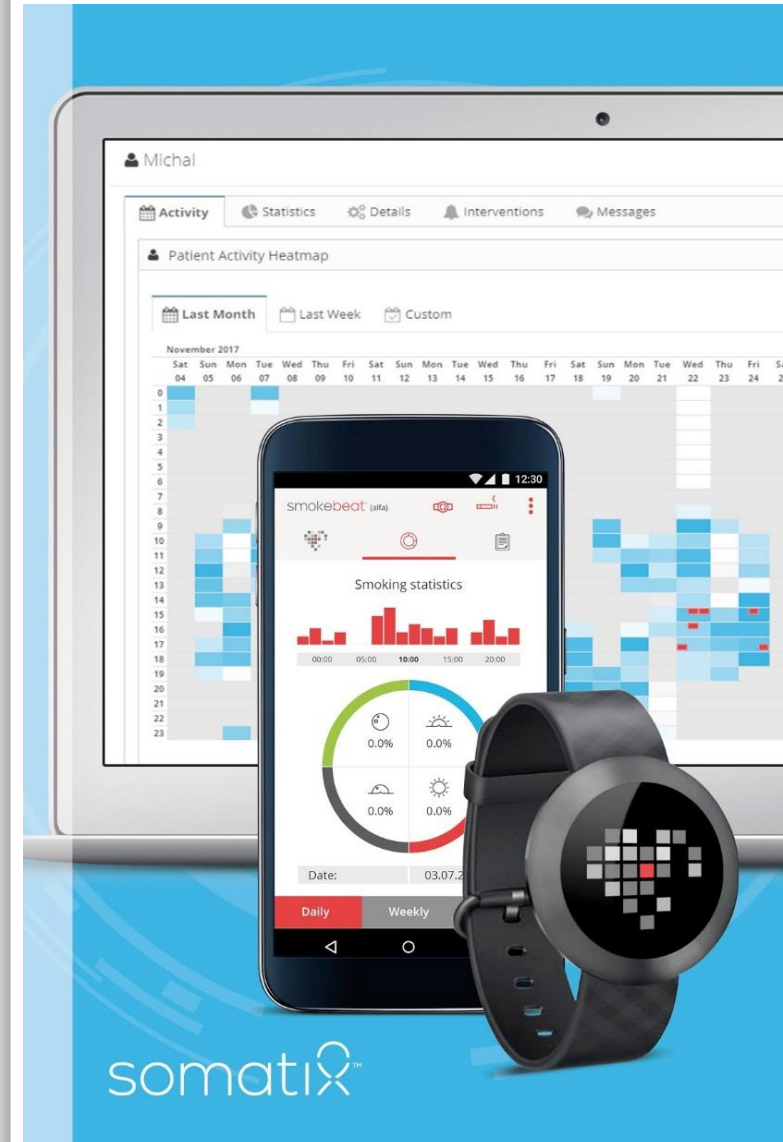 Michal
Activity Statistics Details Interventions Messages
Patient Activity Heatmap
Last Month Last Week Custom
November 2017
Sat Sun Mon Tue Wed Thu Fri Sat Sun Mon Tue Wed Thu Fri Sat Sun Mon Tue Wed Thu Fri
04 05 06 07 08 09 10 11 12 13 14 15 16 17 18 19 20 21 22 23 24
0
1
2
3
4
5
6
7
8
9
10
11
12
13
14
15
16
17
18
19
20
21
22
23
12:30
smokebeat (alfa)
Smoking statistics
00:00 05:00 10:00 15:00 20:00
0.0% 0.0%
0.0% 0.0%
Date: 03.07.2
Daily Weekly
somatix™